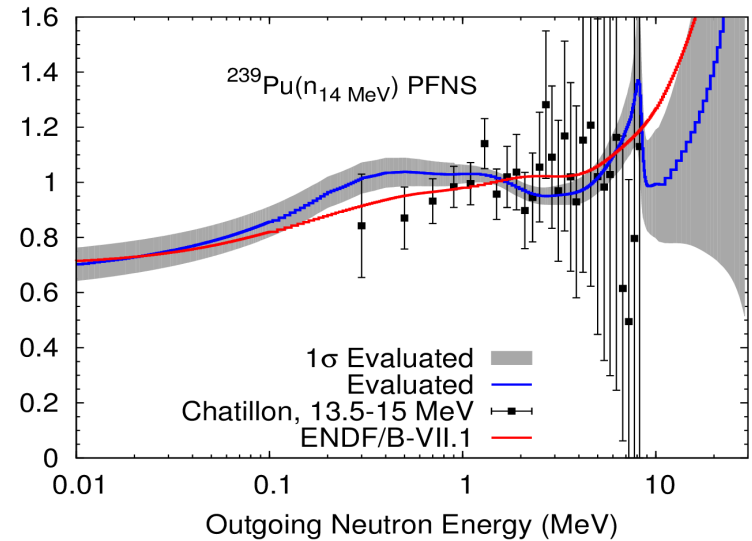 1.6
1.4
1.2
1
0.8
0.6
0.4
0.2
0
²³⁹Pu(n₁₄ MeV) PFNS
1σ Evaluated
Evaluated
Chatillon, 13.5-15 MeV
ENDF/B-VII.1
0.01 0.1 1 10
Outgoing Neutron Energy (MeV)